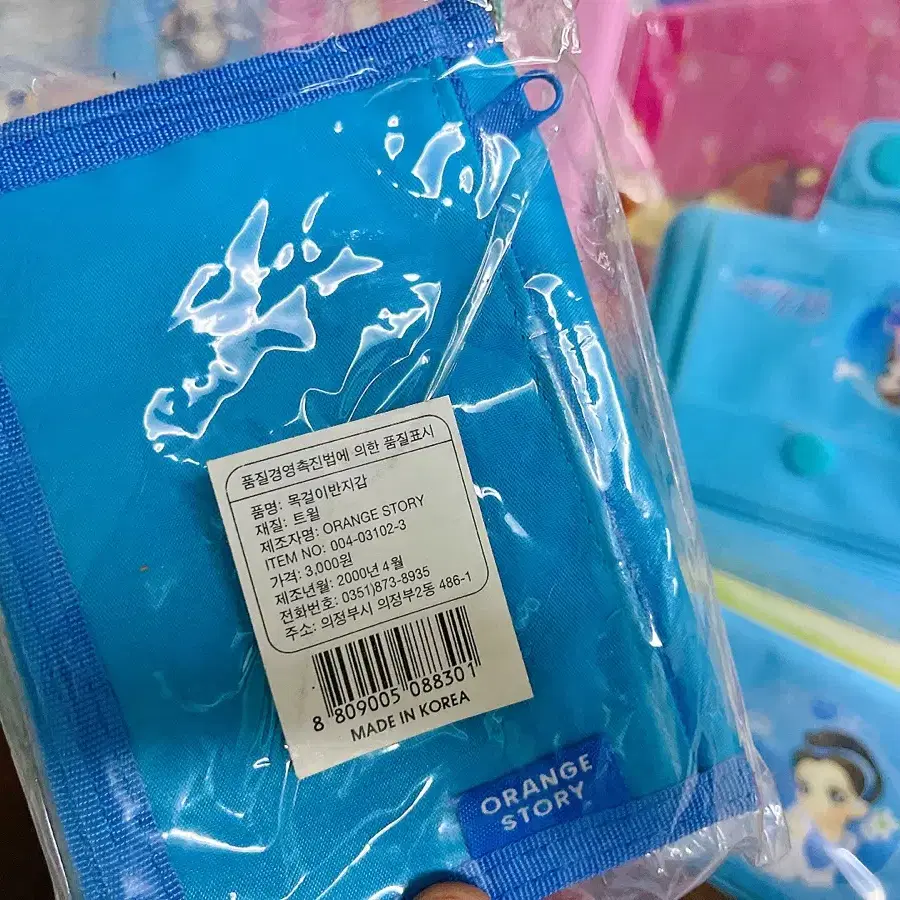 품질경영촉진법에 의한 품질표시
품명: 목걸이반지갑
재질: 트윌
제조자명: ORANGE STORY
ITEM NO: 004-03102-3
가격: 3,000원
제조년월: 2000년 4월
전화번호: 0351)873-8935
주소: 의정부시 의정부2동 486-1
8 809005 088301
MADE IN KOREA
ORANGE
STORY